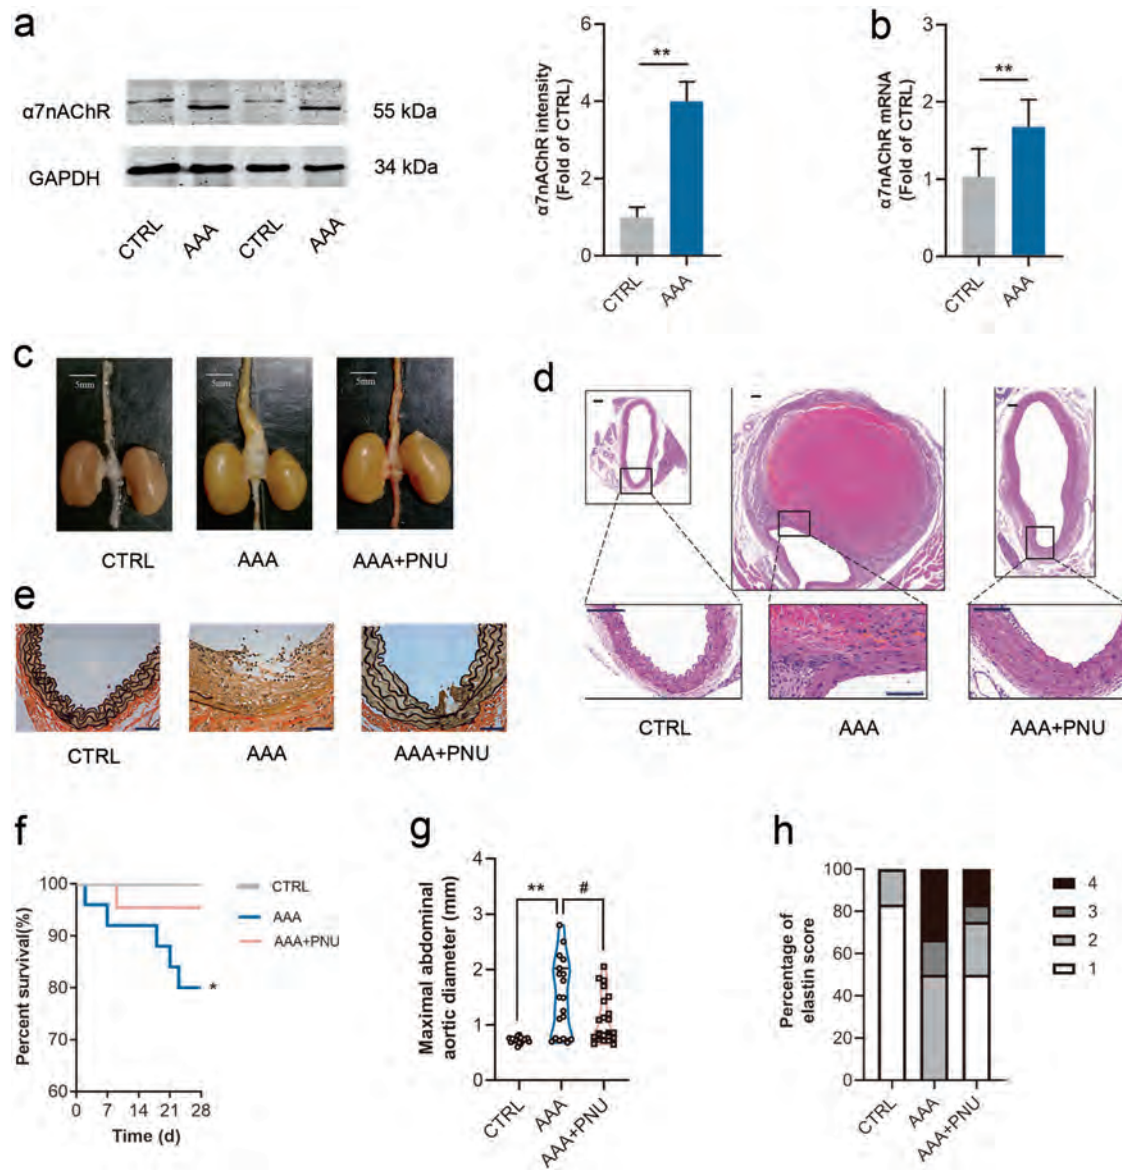 a
α7nAChR
55 kDa
GAPDH
34 kDa
CTRL
AAA
CTRL
AAA
α7nAChR intensity
(Fold of CTRL)
6
4
2
0
**
CTRL
AAA
b
α7nAChR mRNA
(Fold of CTRL)
3
2
1
0
**
CTRL
AAA
c
5mm
5mm
5mm
CTRL
AAA
AAA+PNU
d
CTRL
AAA
AAA+PNU
e
CTRL
AAA
AAA+PNU
f
Percent survival(%)
100
90
80
70
60
0 7 14 21 28
Time (d)
CTRL
AAA
AAA+PNU
*
g
Maximal abdominal
aortic diameter (mm)
4
3
2
1
0
** #
CTRL
AAA
AAA+PNU
h
Percentage of
elastin score
100
80
60
40
20
0
CTRL
AAA
AAA+PNU
4
3
2
1